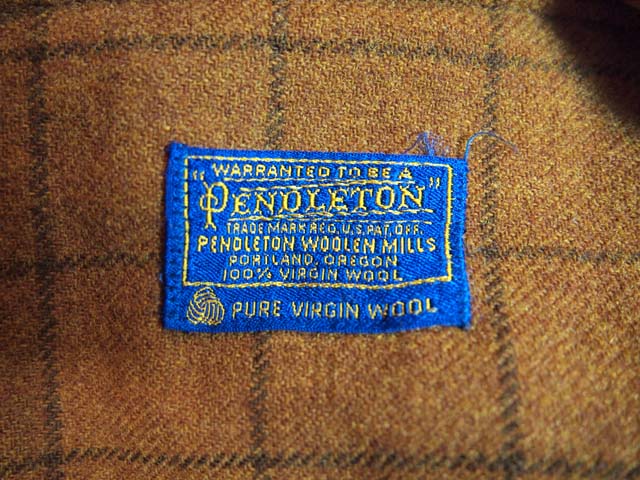 WARRANTED TO BE A
"PENDLETON"
TRADE MARK REG. U.S. PAT. OFF.
PENDLETON WOOLEN MILLS
PORTLAND, OREGON
100% VIRGIN WOOL
PURE VIRGIN WOOL